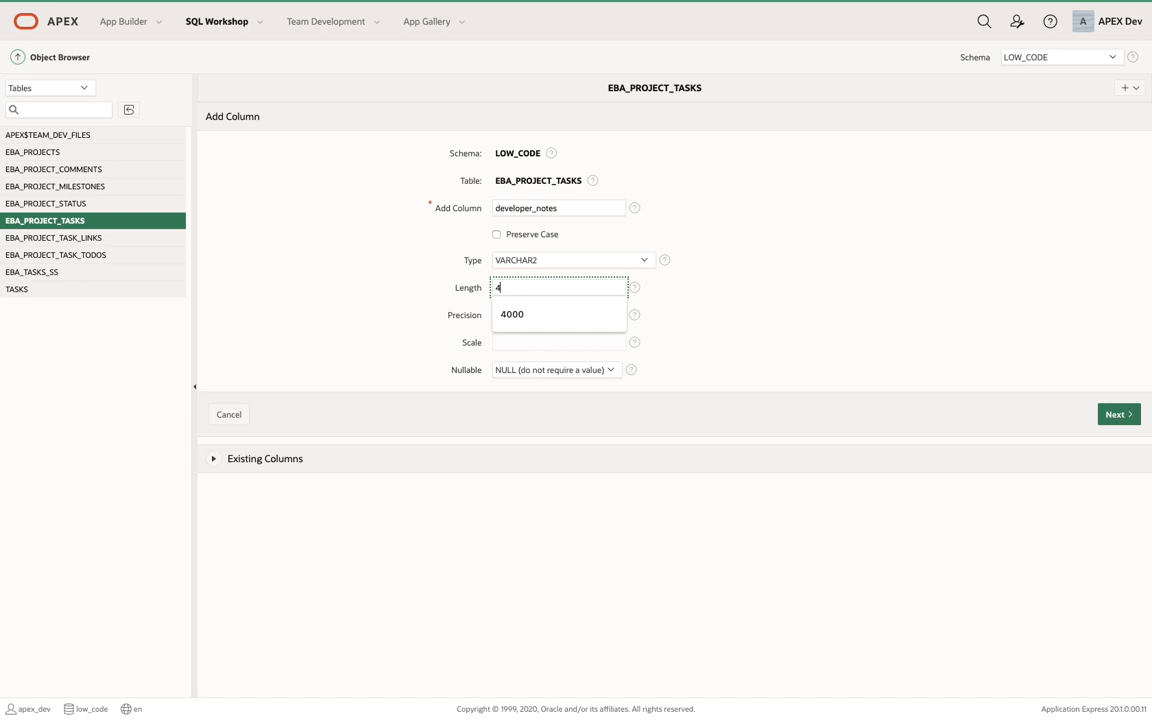 APEX App Builder SQL Workshop Team Development App Gallery A APEX Dev
Object Browser Schema LOW_CODE
Tables
EBA_PROJECT_TASKS
Add Column
APEX$TEAM_DEV_FILES
EBA_PROJECTS
EBA_PROJECT_COMMENTS
EBA_PROJECT_MILESTONES
EBA_PROJECT_STATUS
EBA_PROJECT_TASKS
EBA_PROJECT_TASK_LINKS
EBA_PROJECT_TASK_TODOS
EBA_TASKS_SS
TASKS
Schema: LOW_CODE
Table: EBA_PROJECT_TASKS
* Add Column developer_notes
Preserve Case
Type VARCHAR2
Length 4
4000
Precision
Scale
Nullable NULL (do not require a value)
Cancel Next
Existing Columns
apex_dev low_code en Copyright © 1999, 2020, Oracle and/or its affiliates. All rights reserved. Application Express 20.1.0.00.11